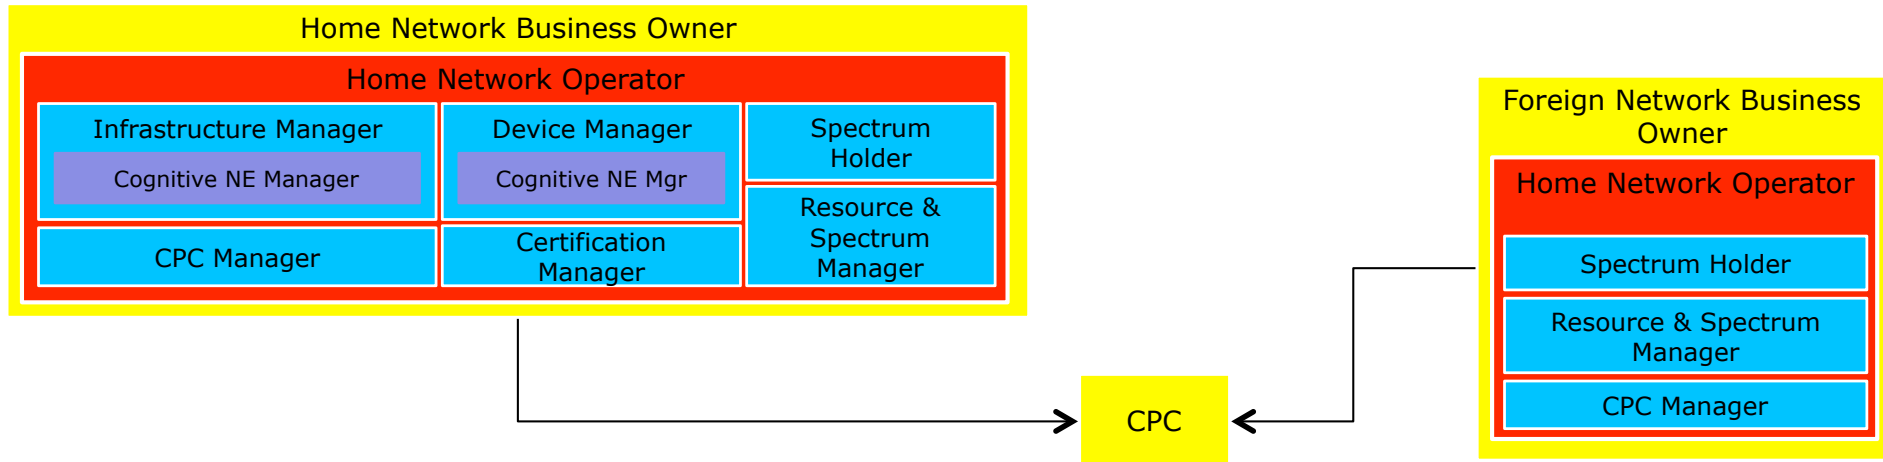 Home Network Business Owner
Home Network Operator
Infrastructure Manager
Cognitive NE Manager
Device Manager
Cognitive NE Mgr
Spectrum
Holder
CPC Manager
Certification
Manager
Resource &
Spectrum
Manager
CPC
Foreign Network Business
Owner
Home Network Operator
Spectrum Holder
Resource & Spectrum
Manager
CPC Manager